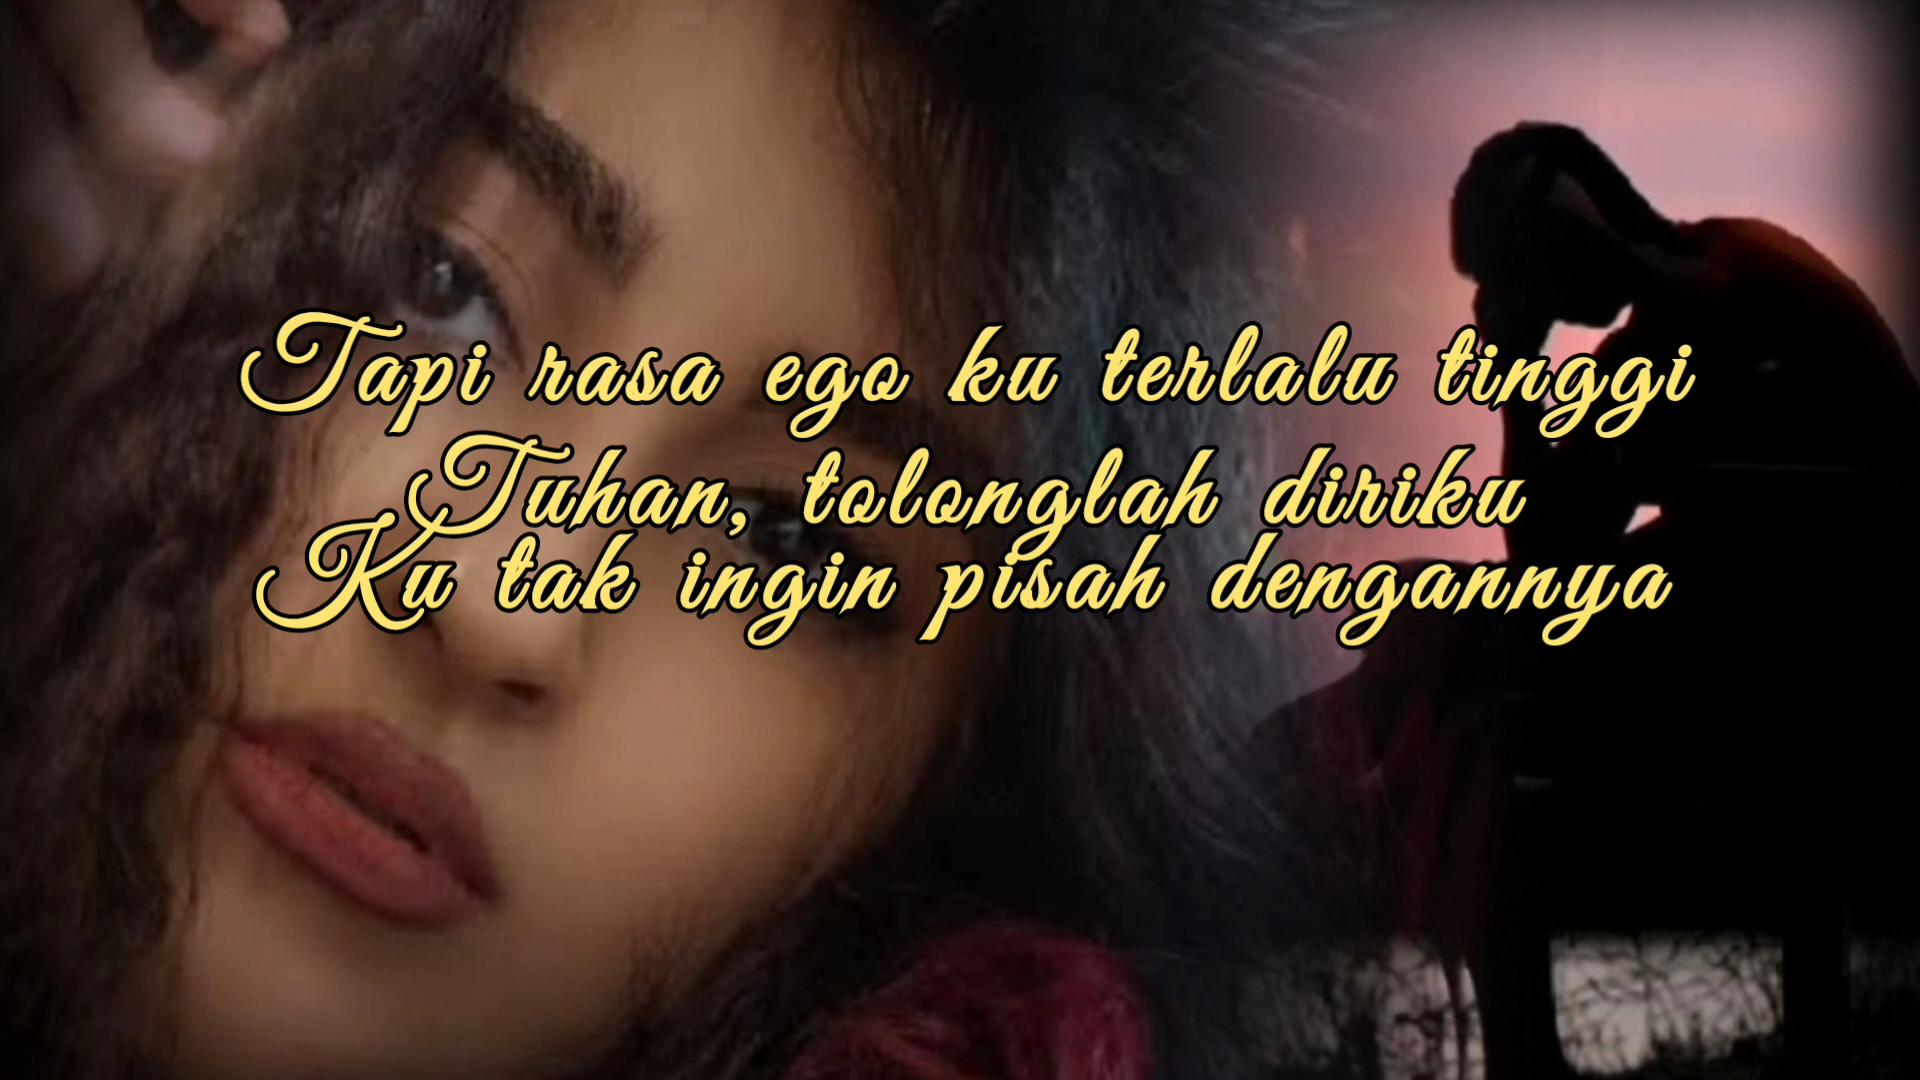 Tapi rasa ego ku terlalu tinggi
Tuhan, tolonglah diriku
Ku tak ingin pisah dengannya